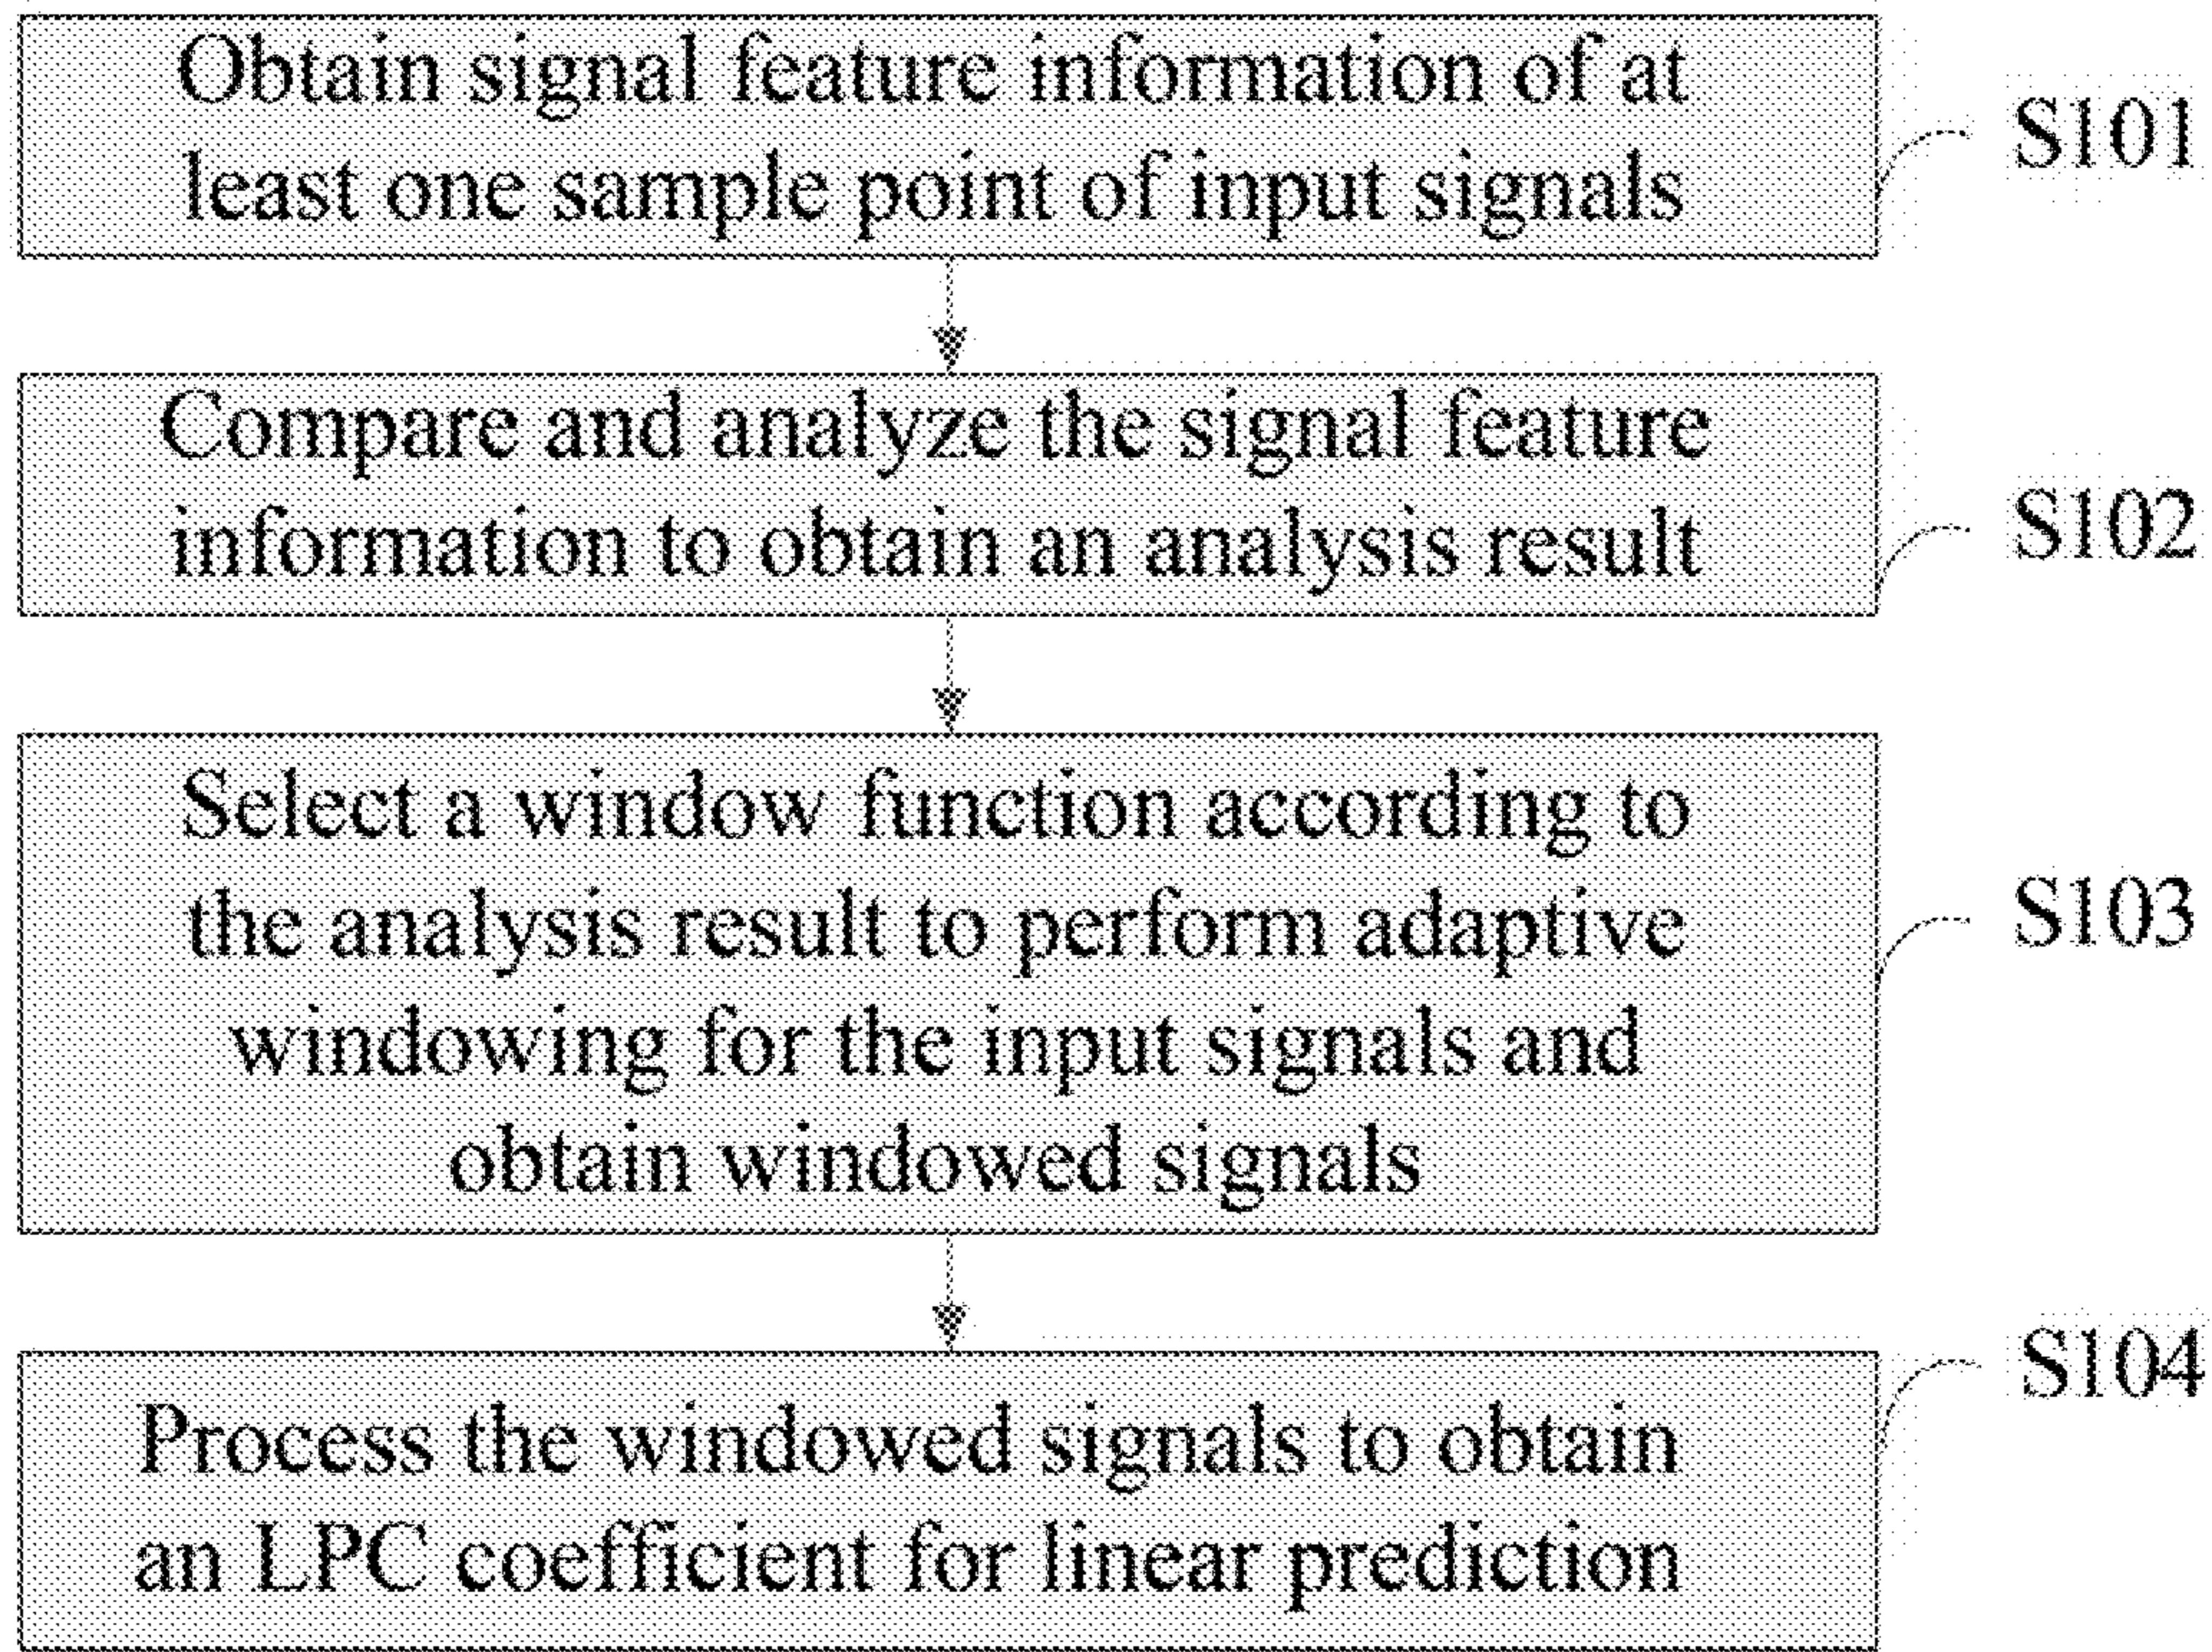 Obtain signal feature information of at
least one sample point of input signals
S101
Compare and analyze the signal feature
information to obtain an analysis result
S102
Select a window function according to
the analysis result to perform adaptive
windowing for the input signals and
obtain windowed signals
S103
Process the windowed signals to obtain
an LPC coefficient for linear prediction
S104